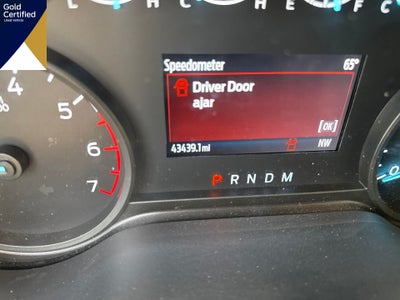 Gold
Certified
L H C H E F
Speedometer 65°
Driver Door
ajar
[OK]
43439.1 mi NW
4
5
6
7
P R N D M